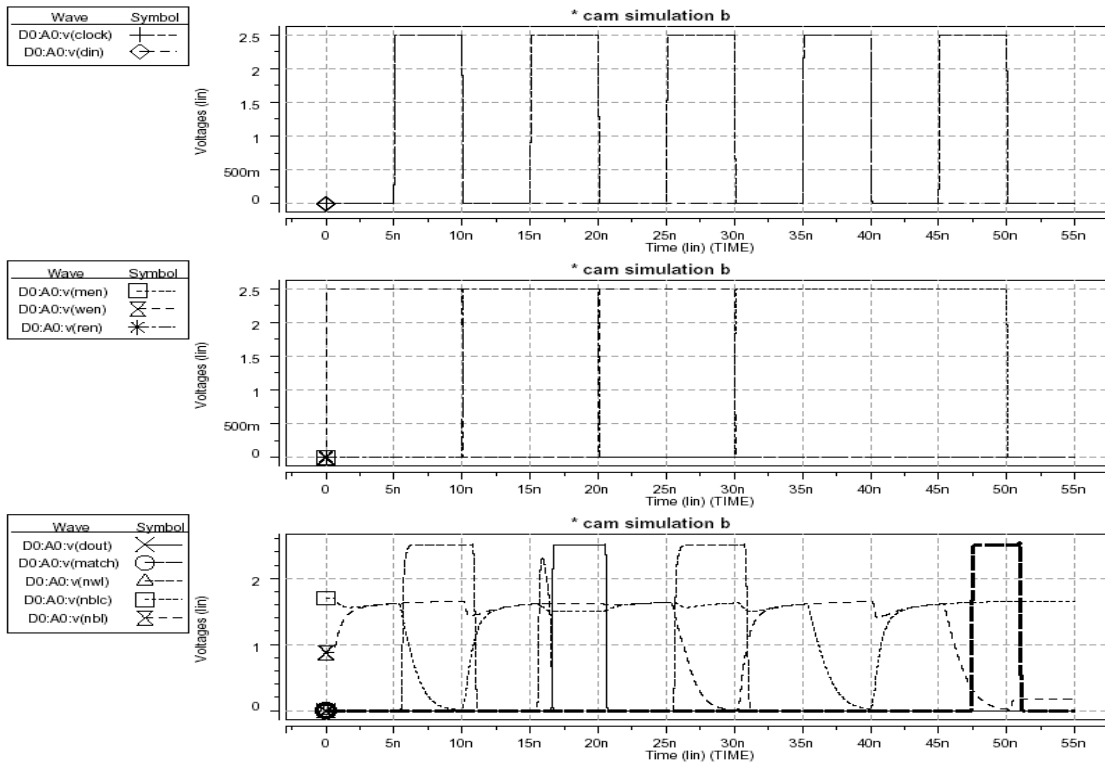 * cam simulation b
Wave Symbol
D0:A0:v(clock)
D0:A0:v(din)
Voltages (lin)
2.5
2
1.5
1
500m
0
0 5n 10n 15n 20n 25n 30n 35n 40n 45n 50n 55n
Time (lin) (TIME)
* cam simulation b
Wave Symbol
D0:A0:v(men)
D0:A0:v(wen)
D0:A0:v(ren)
Voltages (lin)
2.5
2
1.5
1
500m
0
0 5n 10n 15n 20n 25n 30n 35n 40n 45n 50n 55n
Time (lin) (TIME)
* cam simulation b
Wave Symbol
D0:A0:v(dout)
D0:A0:v(match)
D0:A0:v(nwl)
D0:A0:v(nblc)
D0:A0:v(nbl)
Voltages (lin)
2
1
0
0 5n 10n 15n 20n 25n 30n 35n 40n 45n 50n 55n
Time (lin) (TIME)